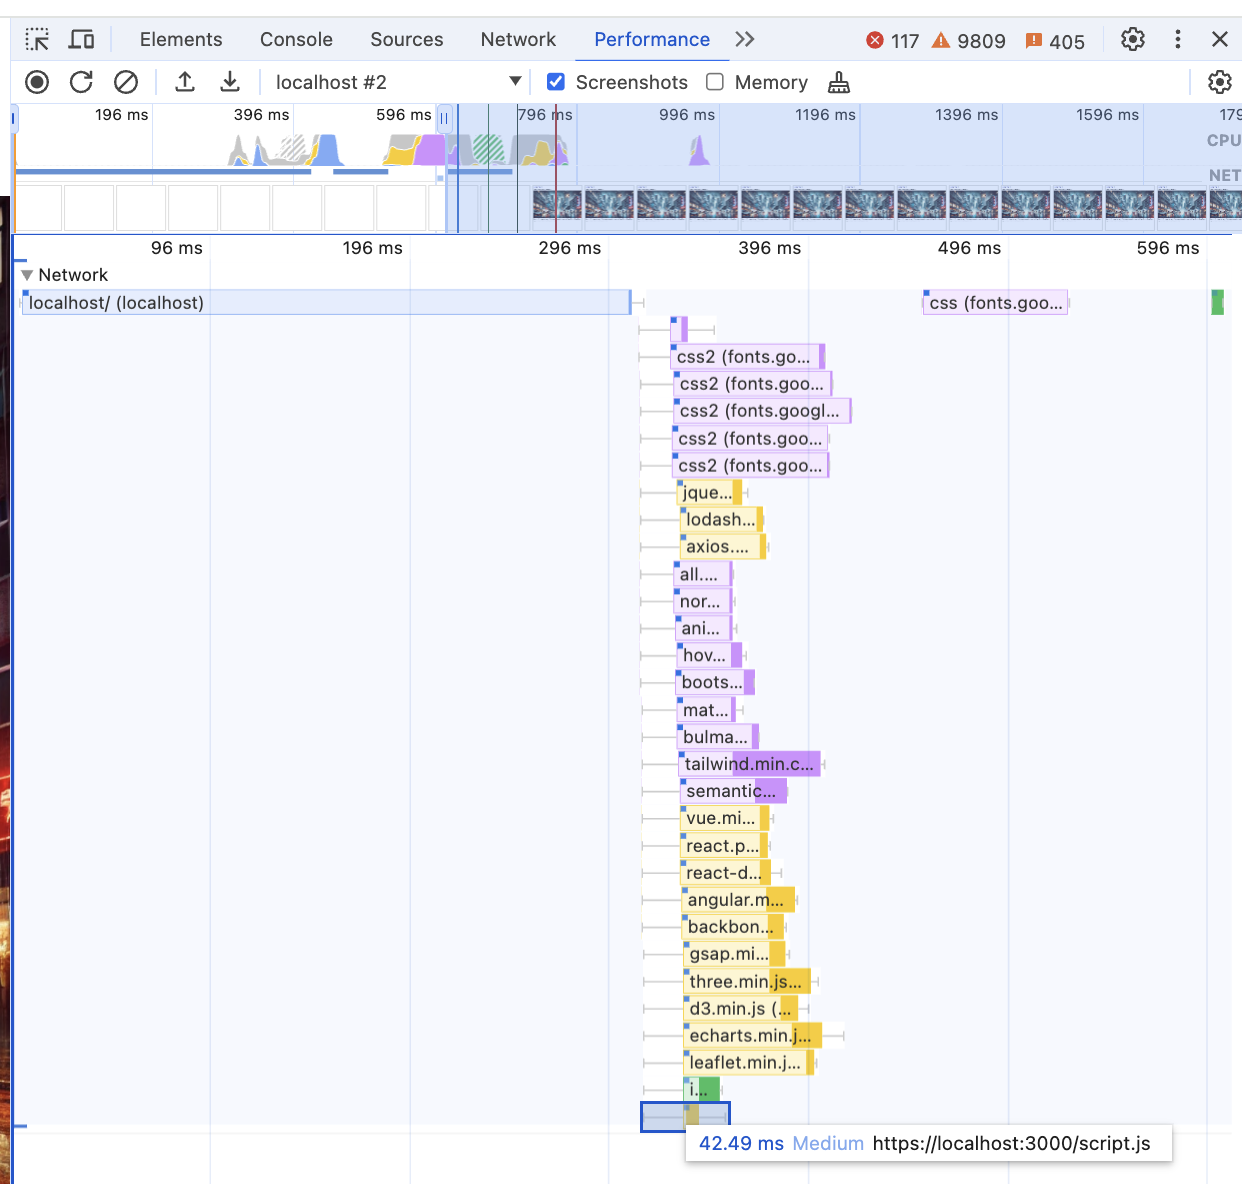 Elements Console Sources Network Performance 117 9809 405
localhost #2 Screenshots Memory
196 ms 396 ms 596 ms 796 ms 996 ms 1196 ms 1396 ms 1596 ms 179
CPU
NET
96 ms 196 ms 296 ms 396 ms 496 ms 596 ms
Network
localhost/ (localhost) css (fonts.goo...
css2 (fonts.go...
css2 (fonts.goo...
css2 (fonts.googl...
css2 (fonts.goo...
css2 (fonts.goo...
jque...
lodash...
axios....
all....
nor...
ani...
hov...
boots...
mat...
bulma...
tailwind.min.c...
semantic...
vue.mi...
react.p...
react-d...
angular.m...
backbon...
gsap.mi...
three.min.js...
d3.min.js (...
echarts.min.j...
leaflet.min.j...
i...
42.49 ms Medium https://localhost:3000/script.js